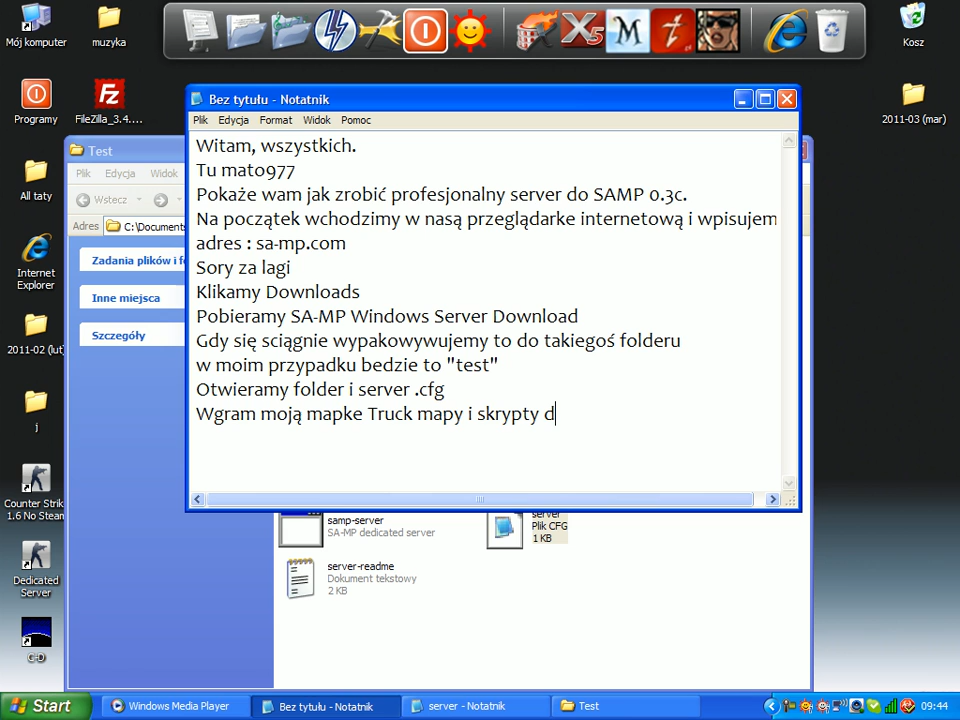 Mój komputer
muzyka
Kosz
Programy
FileZilla_3.4....
2011-03 (mar)
All taty
Internet
Explorer
2011-02 (lut)
j
Counter Strik
1.6 No Steam
Dedicated
Server
C-D
Test
Plik Edycja Widok
Wstecz
Adres C:\Documents
Zadania plików i fo
Inne miejsca
Szczegóły
Bez tytułu - Notatnik
Plik Edycja Format Widok Pomoc
Witam, wszystkich.
Tu mato977
Pokaże wam jak zrobić profesjonalny server do SAMP 0.3c.
Na początek wchodzimy w nasą przeglądarke internetową i wpisujem
adres : sa-mp.com
Sory za lagi
Klikamy Downloads
Pobieramy SA-MP Windows Server Download
Gdy się sciągnie wypakowywujemy to do takiegoś folderu
w moim przypadku bedzie to "test"
Otwieramy folder i server .cfg
Wgram moją mapke Truck mapy i skrypty d
samp-server
SA-MP dedicated server
server
Plik CFG
1 KB
server-readme
Dokument tekstowy
2 KB
Start
Windows Media Player
Bez tytułu - Notatnik
server - Notatnik
Test
09:44